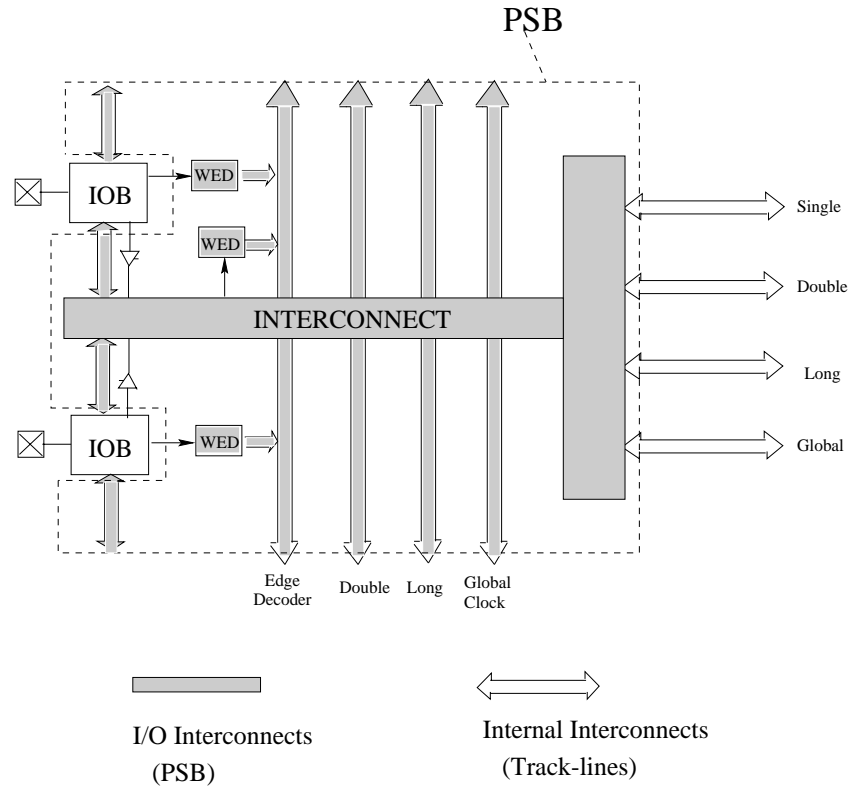 PSB
WED
IOB
Single
WED
Double
INTERCONNECT
Long
WED
IOB
Global
Edge
Decoder
Double
Long
Global
Clock
I/O Interconnects
(PSB)
Internal Interconnects
(Track-lines)